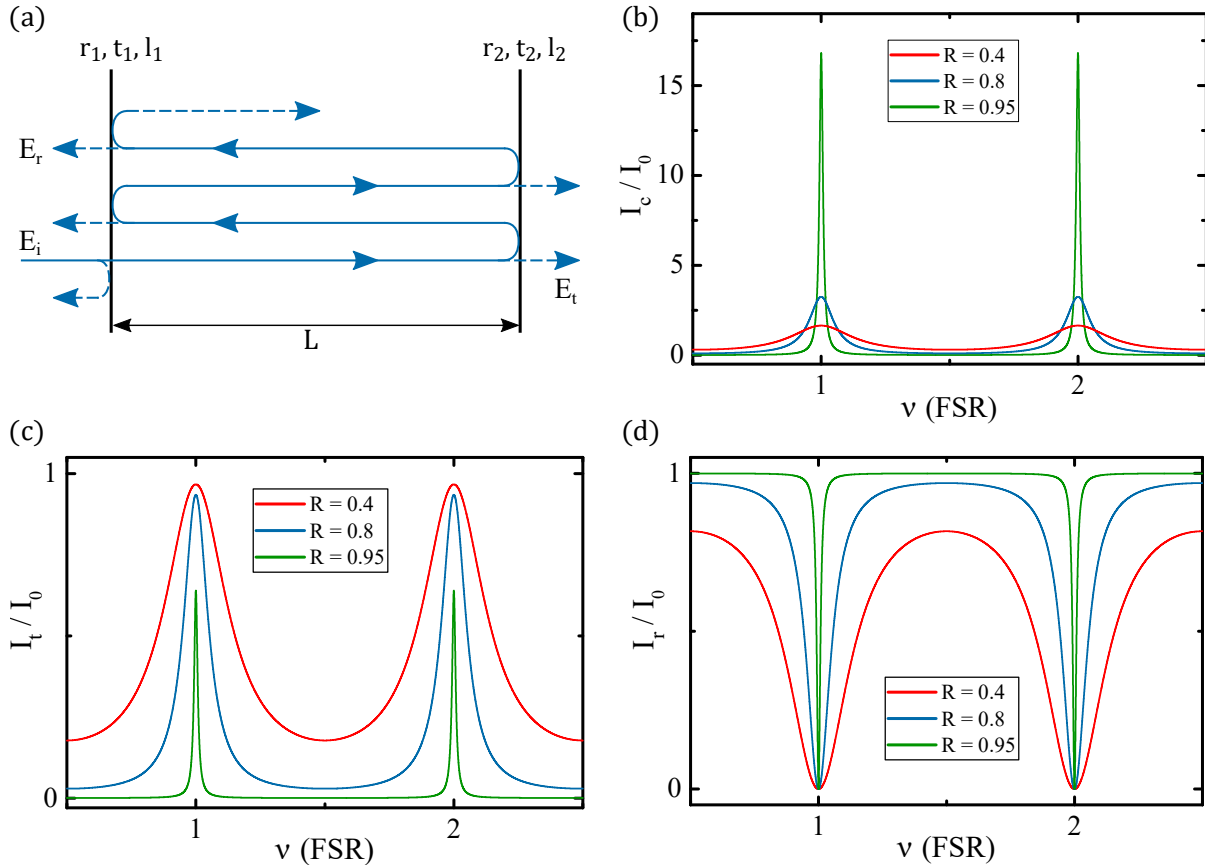 (a)
r₁, t₁, l₁
r₂, t₂, l₂
Eᵣ
Eᵢ
Eₜ
L
(b)
I_c / I₀
15
10
5
0
R = 0.4
R = 0.8
R = 0.95
1
2
ν (FSR)
(c)
Iₜ / I₀
1
0
R = 0.4
R = 0.8
R = 0.95
1
2
ν (FSR)
(d)
Iᵣ / I₀
1
0
R = 0.4
R = 0.8
R = 0.95
1
2
ν (FSR)